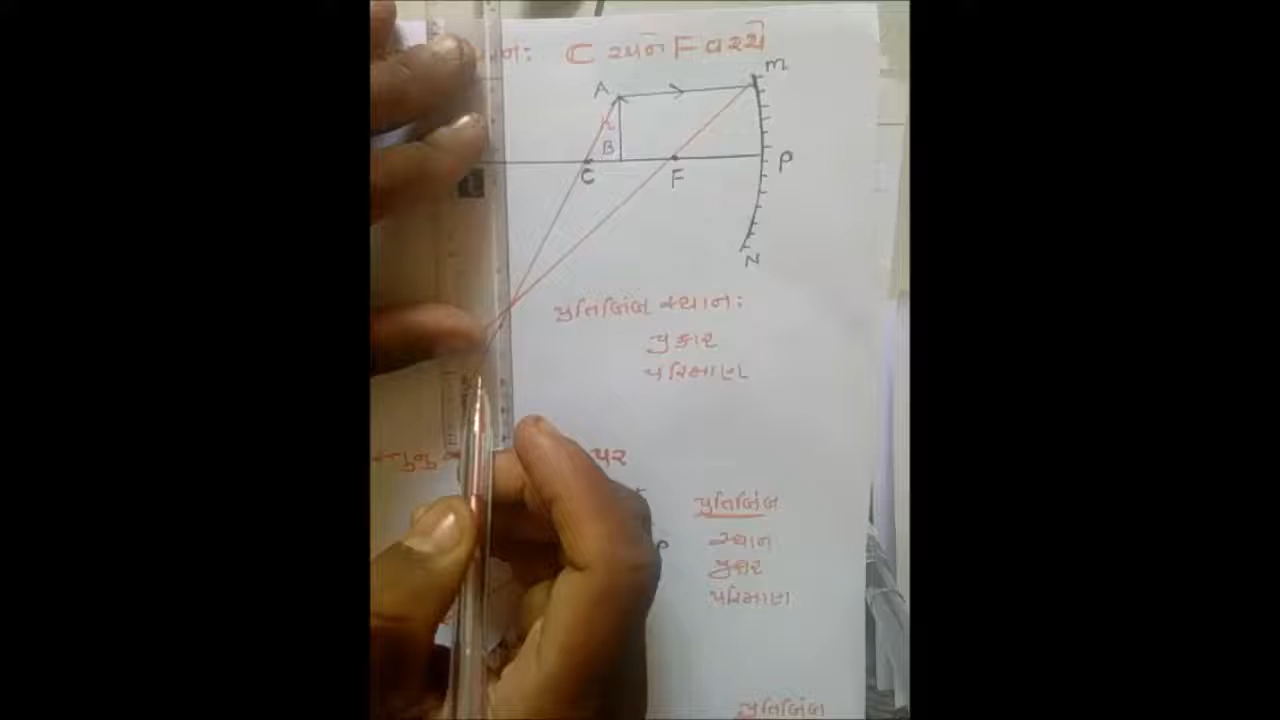 C અને F વચ્ચે
M
A
h
B
C
F
P
N
પ્રતિબિંબ સ્થાન:
પ્રકાર
પરિમાણ
પર
પ્રતિબિંબ
સ્થાન
પ્રકાર
P
પરિમાણ
પ્રતિબિંબ